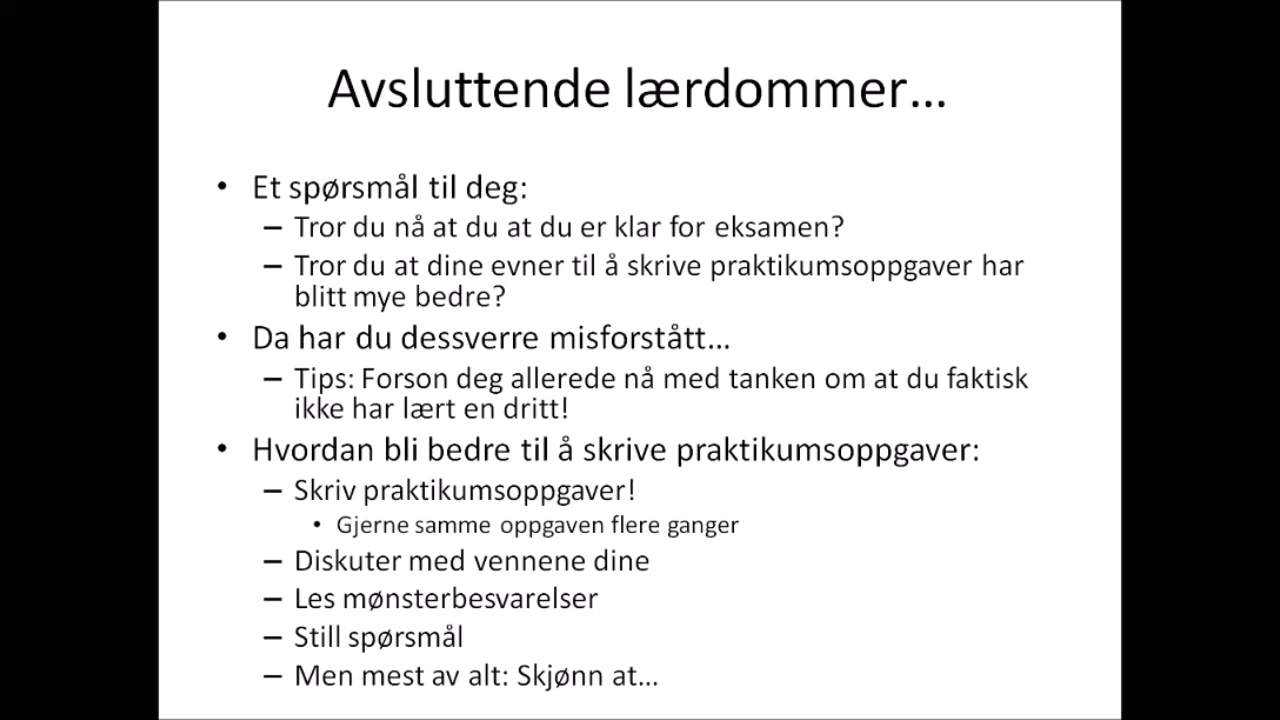 Avsluttende lærdommer…
• Et spørsmål til deg:
– Tror du nå at du at du er klar for eksamen?
– Tror du at dine evner til å skrive praktikumsoppgaver har
blitt mye bedre?
• Da har du dessverre misforstått…
– Tips: Forson deg allerede nå med tanken om at du faktisk
ikke har lært en dritt!
• Hvordan bli bedre til å skrive praktikumsoppgaver:
– Skriv praktikumsoppgaver!
• Gjerne samme oppgaven flere ganger
– Diskuter med vennene dine
– Les mønsterbesvarelser
– Still spørsmål
– Men mest av alt: Skjønn at…